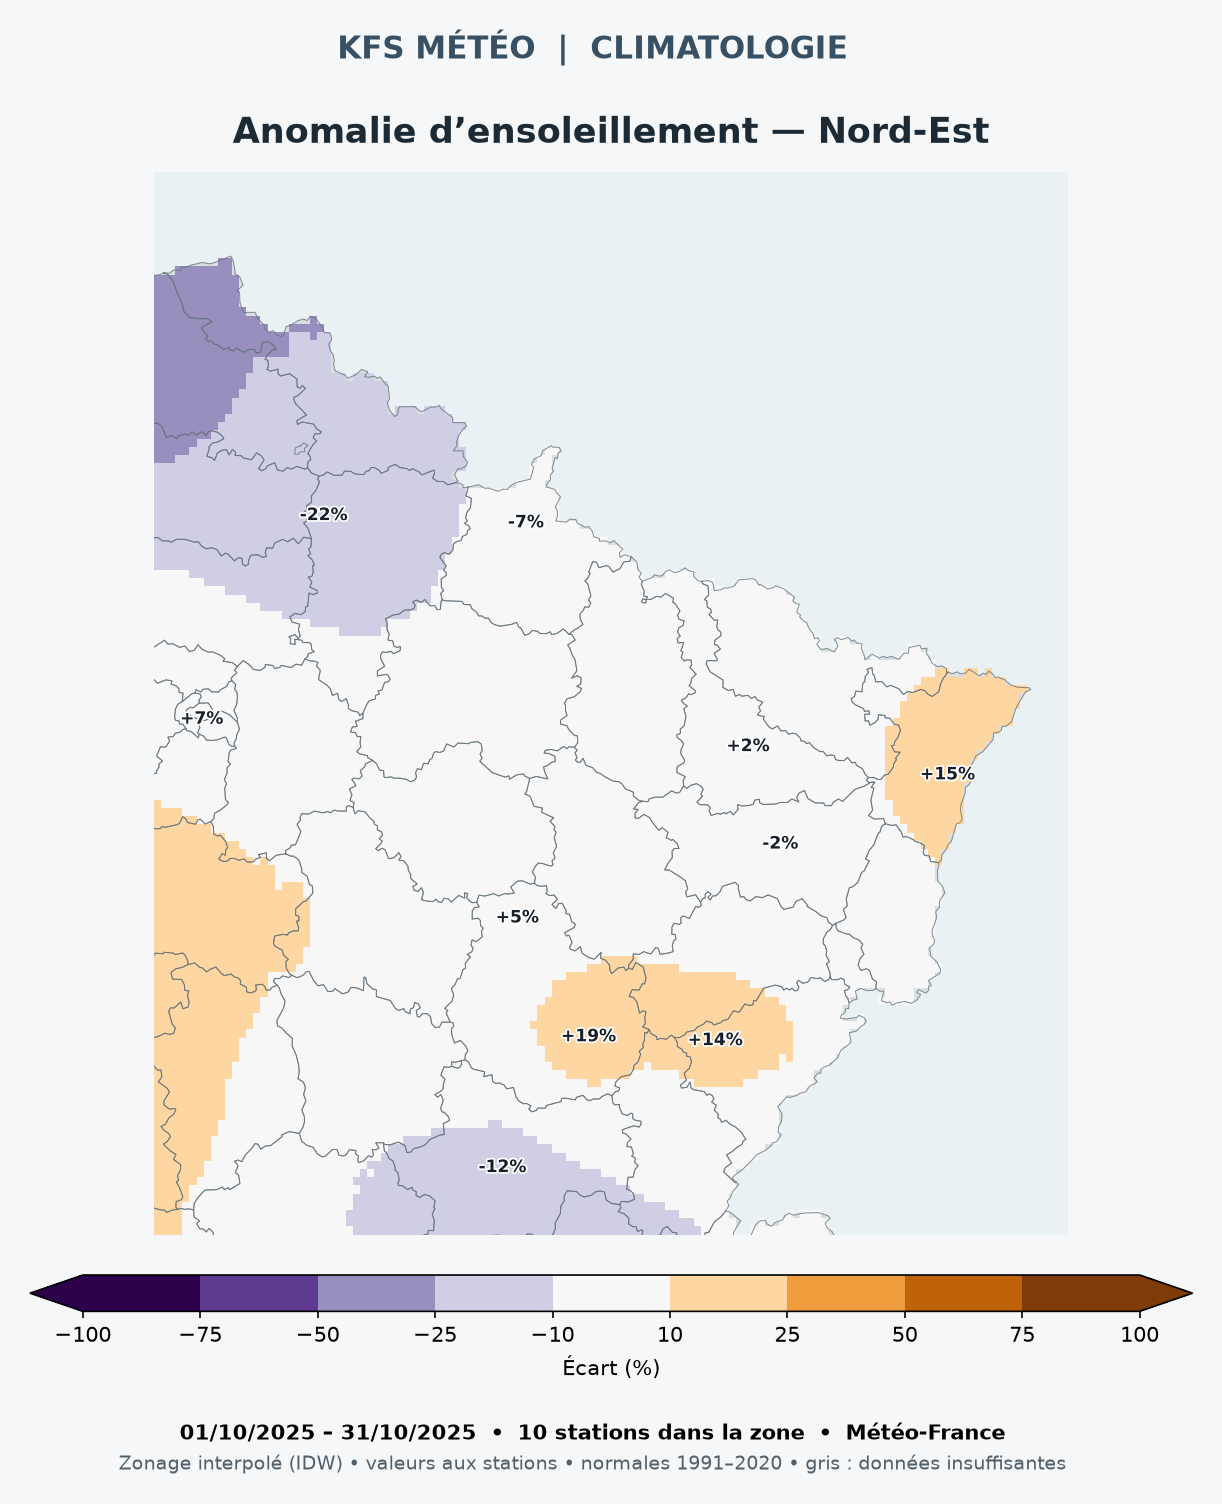 KFS MÉTÉO | CLIMATOLOGIE
Anomalie d’ensoleillement — Nord-Est
-22%
-7%
+7%
+2%
+15%
-2%
+5%
+19%
+14%
-12%
−100 −75 −50 −25 −10 10 25 50 75 100
Écart (%)
01/10/2025 – 31/10/2025 • 10 stations dans la zone • Météo-France
Zonage interpolé (IDW) • valeurs aux stations • normales 1991–2020 • gris : données insuffisantes